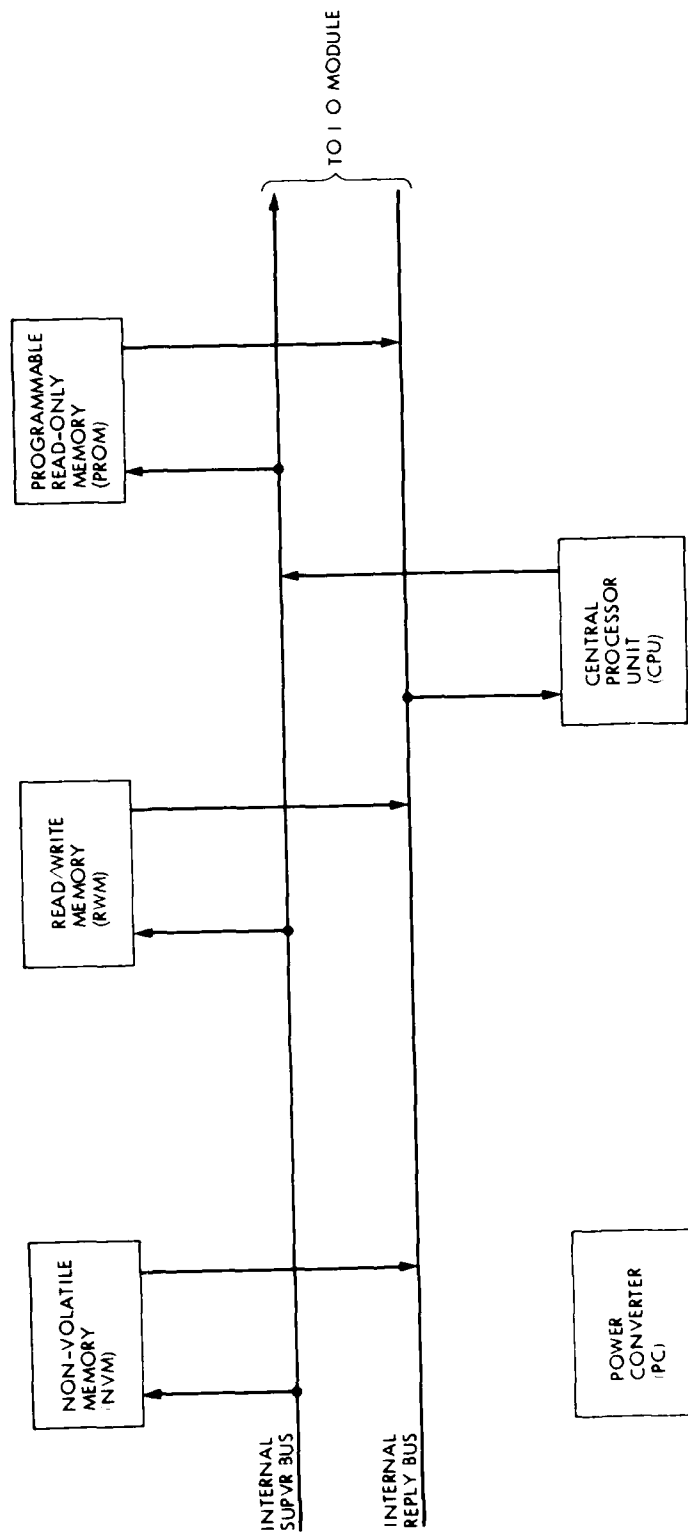 NON-VOLATILE
MEMORY
(NVM)
READ/WRITE
MEMORY
(RWM)
PROGRAMMABLE
READ-ONLY
MEMORY
(PROM)
INTERNAL
SUPVR BUS
INTERNAL
REPLY BUS
TO I O MODULE
POWER
CONVERTER
(PC)
CENTRAL
PROCESSOR
UNIT
(CPU)